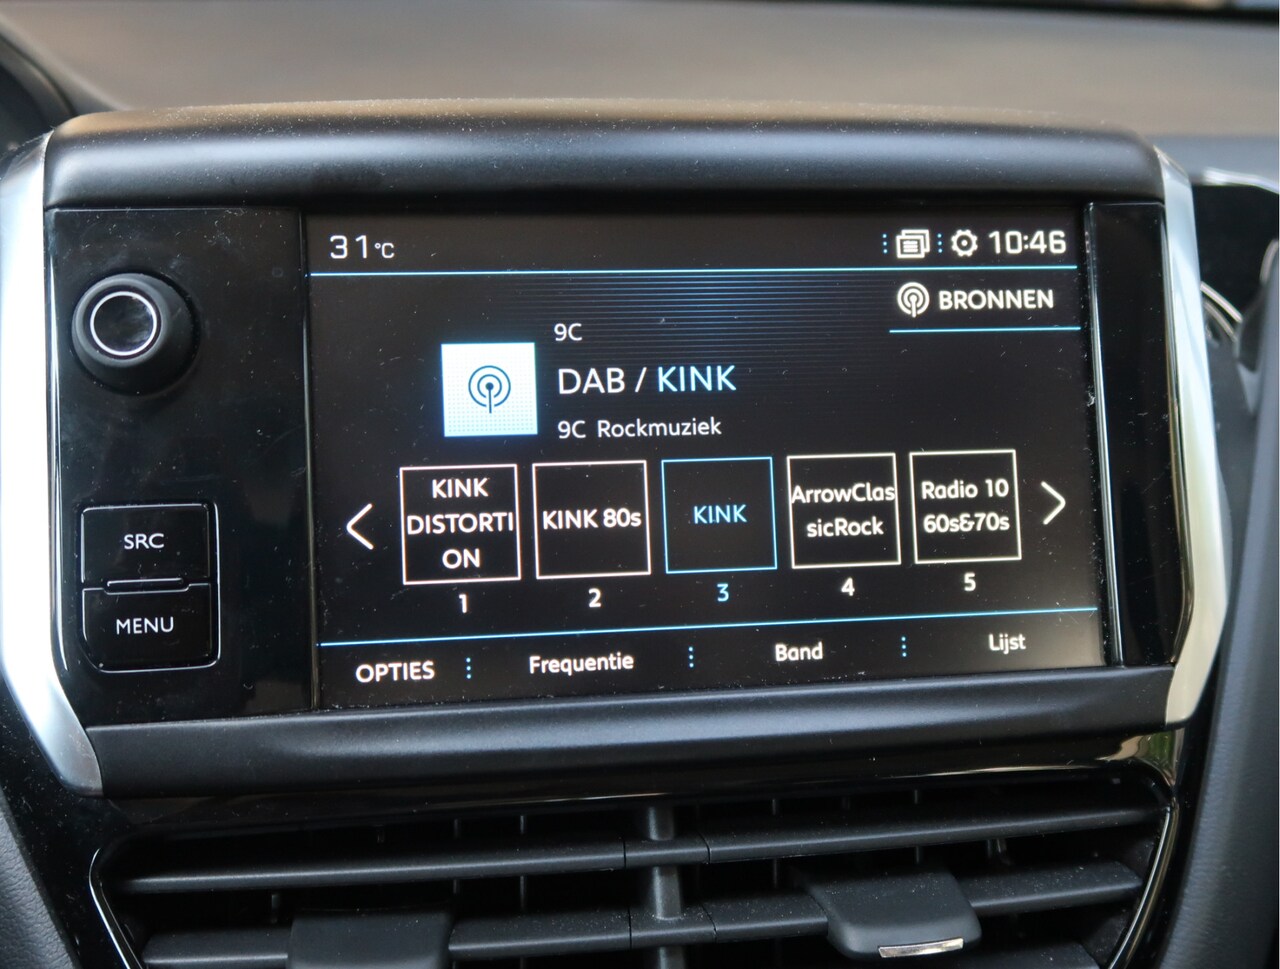 31°C
10:46
BRONNEN
9C
DAB / KINK
9C Rockmuziek
KINK
DISTORTI
ON
KINK 80s
KINK
ArrowClas
sicRock
Radio 10
60s&70s
1
2
3
4
5
OPTIES
Frequentie
Band
Lijst
SRC
MENU